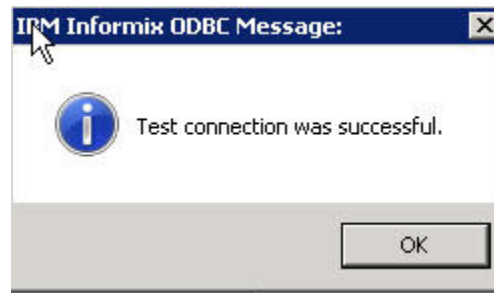 IBM Informix ODBC Message:
Test connection was successful.
OK